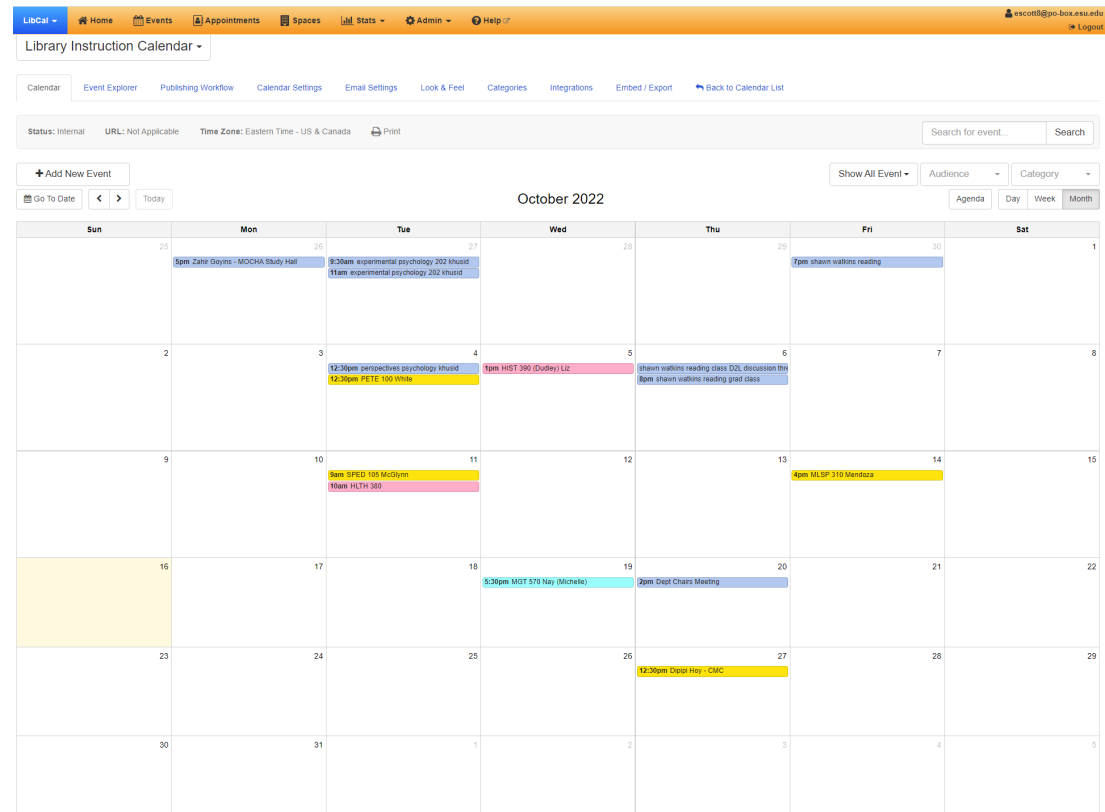 LibCal Home Events Appointments Spaces Stats Admin Help escott8@po-box.esu.edu
Logout
Library Instruction Calendar
Calendar Event Explorer Publishing Workflow Calendar Settings Email Settings Look & Feel Categories Integrations Embed / Export Back to Calendar List
Status: Internal URL: Not Applicable Time Zone: Eastern Time - US & Canada Print Search for event... Search
Add New Event Show All Event Audience Category
Go To Date Today October 2022 Agenda Day Week Month
Sun Mon Tue Wed Thu Fri Sat
25 26 27 28 29 30 1
5pm Zahir Goyins - MOCHA Study Hall 9:30am experimental psychology 202 khusid 7pm shawn watkins reading
11am experimental psychology 202 khusid
2 3 4 5 6 7 8
12:30pm perspectives psychology khusid 1pm HIST 390 (Dudley) Liz shawn watkins reading class D2L discussion thre
12:30pm PETE 100 White 8pm shawn watkins reading grad class
9 10 11 12 13 14 15
9am SPED 105 McGlynn 4pm MLSP 310 Mendoza
10am HLTH 380
16 17 18 19 20 21 22
5:30pm MGT 570 Nay (Michelle) 2pm Dept Chairs Meeting
23 24 25 26 27 28 29
12:30pm Dipipi Hoy - CMC
30 31 1 2 3 4 5